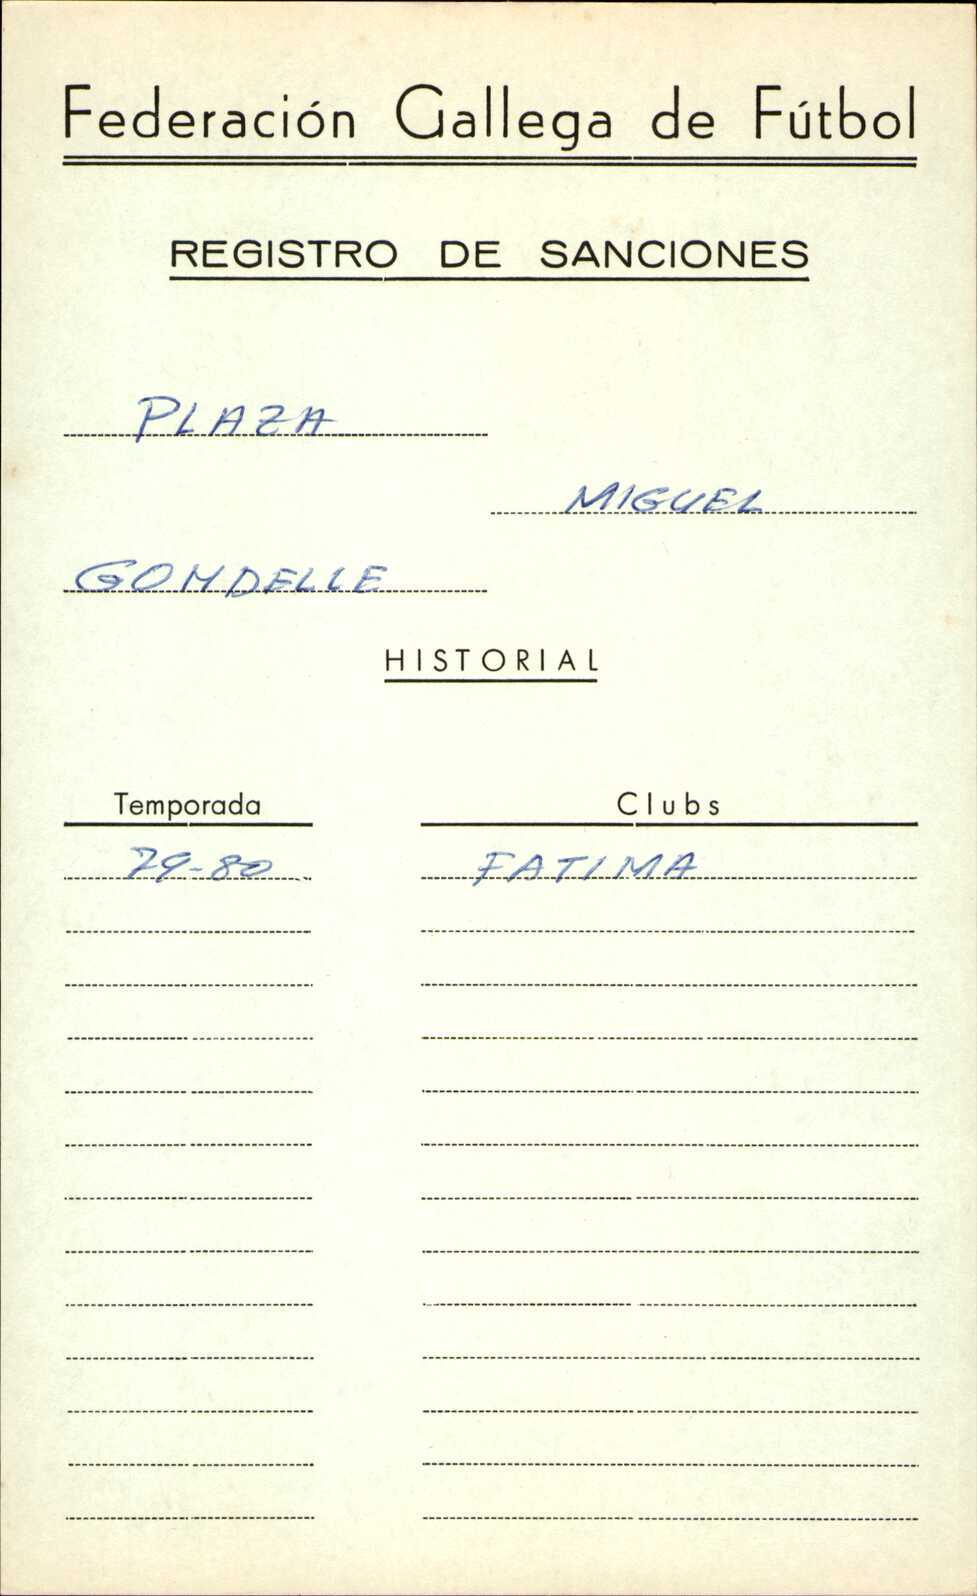 Federación Gallega de Fútbol
REGISTRO DE SANCIONES
PLAZA
MIGUEL
GONDELLE
HISTORIAL
Temporada Clubs
79-80 FATIMA